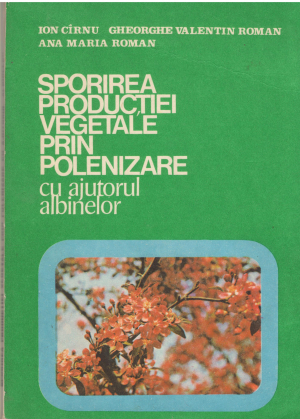 ION CÎRNU GHEORGHE VALENTIN ROMAN
ANA MARIA ROMAN
SPORIREA
PRODUCȚIEI
VEGETALE
PRIN
POLENIZARE
cu ajutorul
albinelor